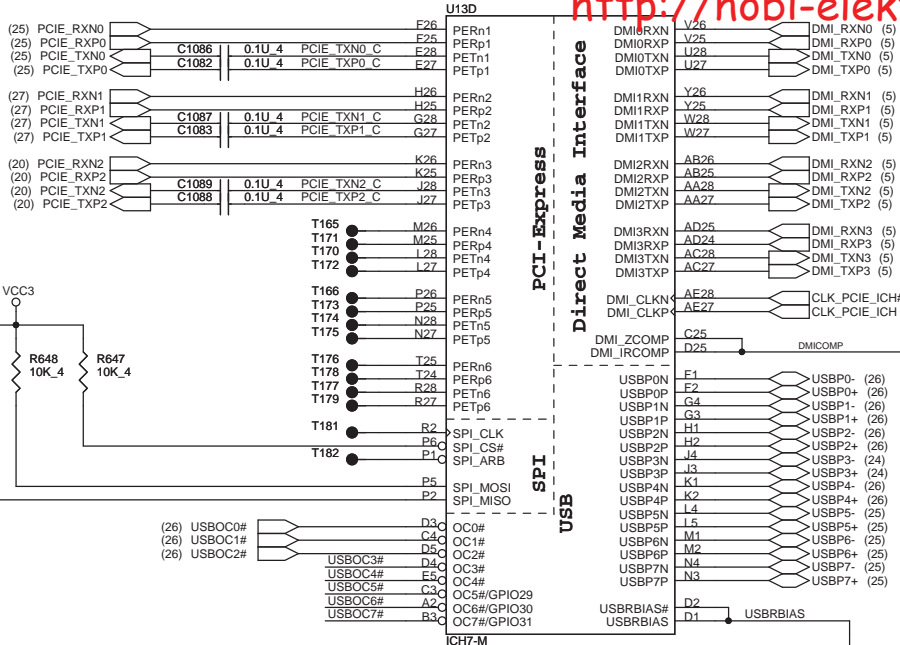 http://hobi-elek
U13D
(25) PCIE_RXN0 F26 PERn1 DMI0RXN V26 DMI_RXN0 (5)
(25) PCIE_RXP0 F25 PERp1 DMI0RXP V25 DMI_RXP0 (5)
(25) PCIE_TXN0 C1086 0.1U_4 PCIE_TXN0_C E28 PETn1 DMI0TXN U28 DMI_TXN0 (5)
(25) PCIE_TXP0 C1082 0.1U_4 PCIE_TXP0_C E27 PETp1 DMI0TXP U27 DMI_TXP0 (5)
(27) PCIE_RXN1 H26 PERn2 DMI1RXN Y26 DMI_RXN1 (5)
(27) PCIE_RXP1 H25 PERp2 DMI1RXP Y25 DMI_RXP1 (5)
(27) PCIE_TXN1 C1087 0.1U_4 PCIE_TXN1_C G28 PETn2 DMI1TXN W28 DMI_TXN1 (5)
(27) PCIE_TXP1 C1083 0.1U_4 PCIE_TXP1_C G27 PETp2 DMI1TXP W27 DMI_TXP1 (5)
(20) PCIE_RXN2 K26 PERn3 DMI2RXN AB26 DMI_RXN2 (5)
(20) PCIE_RXP2 K25 PERp3 DMI2RXP AB25 DMI_RXP2 (5)
(20) PCIE_TXN2 C1089 0.1U_4 PCIE_TXN2_C J28 PETn3 DMI2TXN AA28 DMI_TXN2 (5)
(20) PCIE_TXP2 C1088 0.1U_4 PCIE_TXP2_C J27 PETp3 DMI2TXP AA27 DMI_TXP2 (5)
T165 M26 PERn4 DMI3RXN AD25 DMI_RXN3 (5)
T171 M25 PERp4 DMI3RXP AD24 DMI_RXP3 (5)
T170 L28 PETn4 DMI3TXN AC28 DMI_TXN3 (5)
T172 L27 PETp4 DMI3TXP AC27 DMI_TXP3 (5)
PCI-Express
Direct Media Interface
VCC3
T166 P26 PERn5 DMI_CLKN AE28 CLK_PCIE_ICH#
T173 P25 PERp5 DMI_CLKP AE27 CLK_PCIE_ICH
T174 N28 PETn5
T175 N27 PETp5 DMI_ZCOMP C25
DMI_IRCOMP D25 DMICOMP
R648 10K_4
R647 10K_4
T176 T25 PERn6 USBP0N F1 USBP0- (26)
T178 T24 PERp6 USBP0P F2 USBP0+ (26)
T177 R28 PETn6 USBP1N G4 USBP1- (26)
T179 R27 PETp6 USBP1P G3 USBP1+ (26)
T181 R2 SPI_CLK USBP2N H1 USBP2- (26)
P6 SPI_CS# USBP2P H2 USBP2+ (26)
T182 P1 SPI_ARB USBP3N J4 USBP3- (24)
USBP3P J3 USBP3+ (24)
P5 SPI_MOSI USBP4N K1 USBP4- (26)
P2 SPI_MISO USBP4P K2 USBP4+ (26)
SPI
USB
USBP5N L4 USBP5- (25)
(26) USBOC0# D3 OC0# USBP5P L5 USBP5+ (25)
(26) USBOC1# C4 OC1# USBP6N M1 USBP6- (25)
(26) USBOC2# D5 OC2# USBP6P M2 USBP6+ (25)
USBOC3# D4 OC3# USBP7N N4 USBP7- (25)
USBOC4# E5 OC4# USBP7P N3 USBP7+ (25)
USBOC5# C3 OC5#/GPIO29
USBOC6# A2 OC6#/GPIO30 USBRBIAS# D2
USBOC7# B3 OC7#/GPIO31 USBRBIAS D1 USBRBIAS
ICH7-M